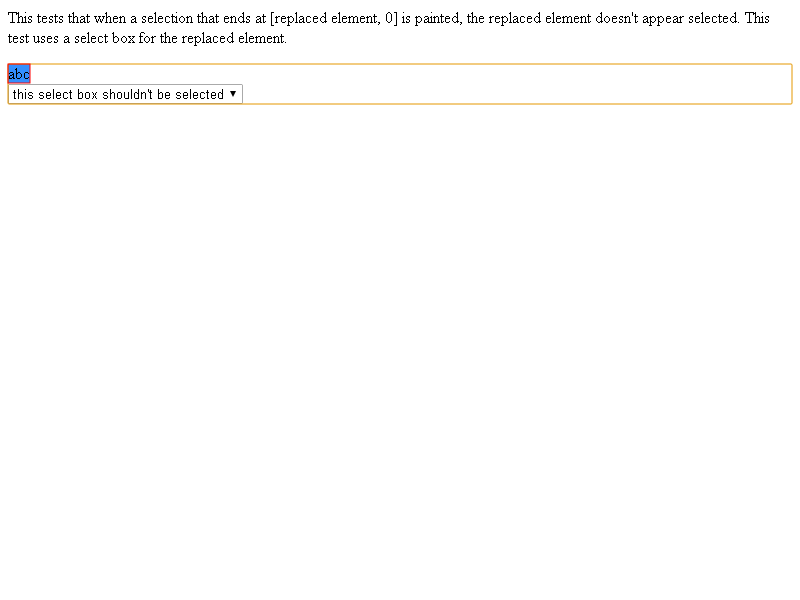 This tests that when a selection that ends at [replaced element, 0] is painted, the replaced element doesn't appear selected. This
test uses a select box for the replaced element.
abc
this select box shouldn't be selected